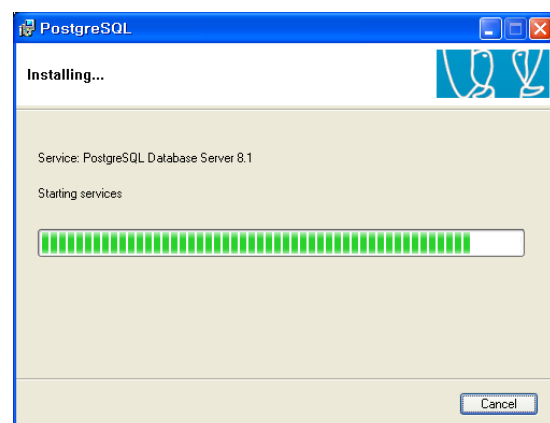 PostgreSQL
Installing...
Service: PostgreSQL Database Server 8.1
Starting services
Cancel